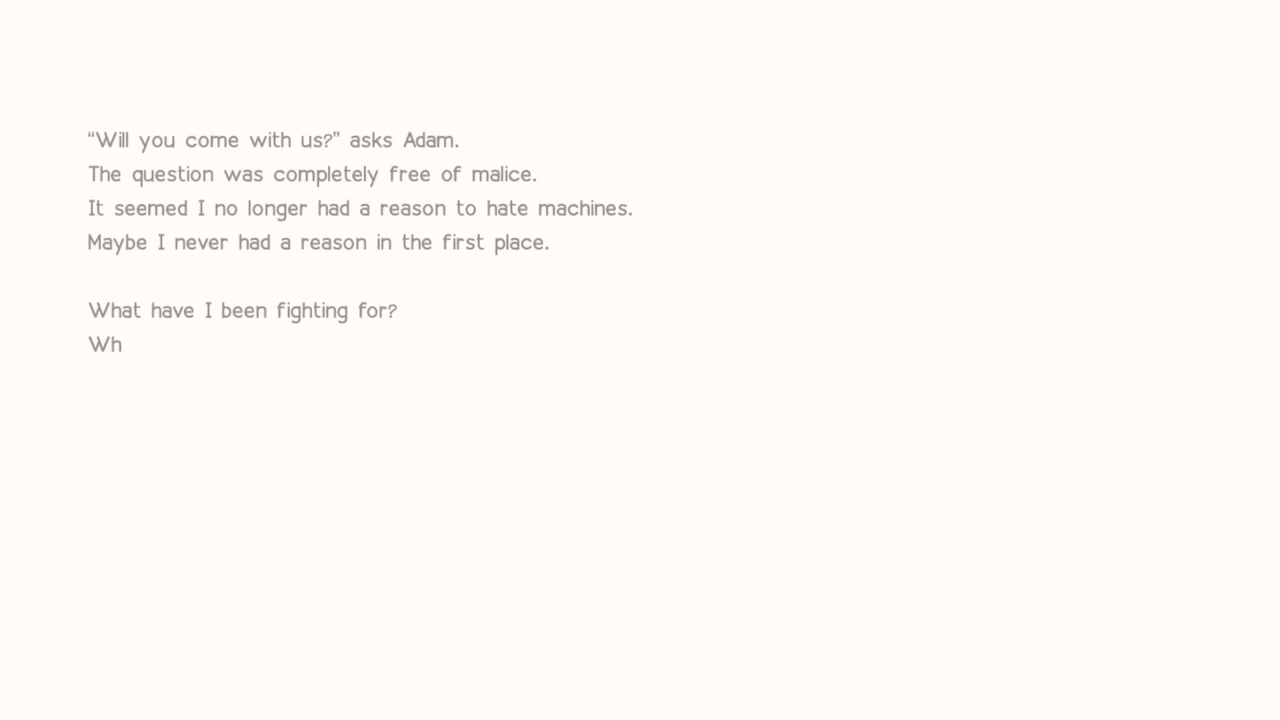 “Will you come with us?” asks Adam.
The question was completely free of malice.
It seemed I no longer had a reason to hate machines.
Maybe I never had a reason in the first place.
What have I been fighting for?
Wh